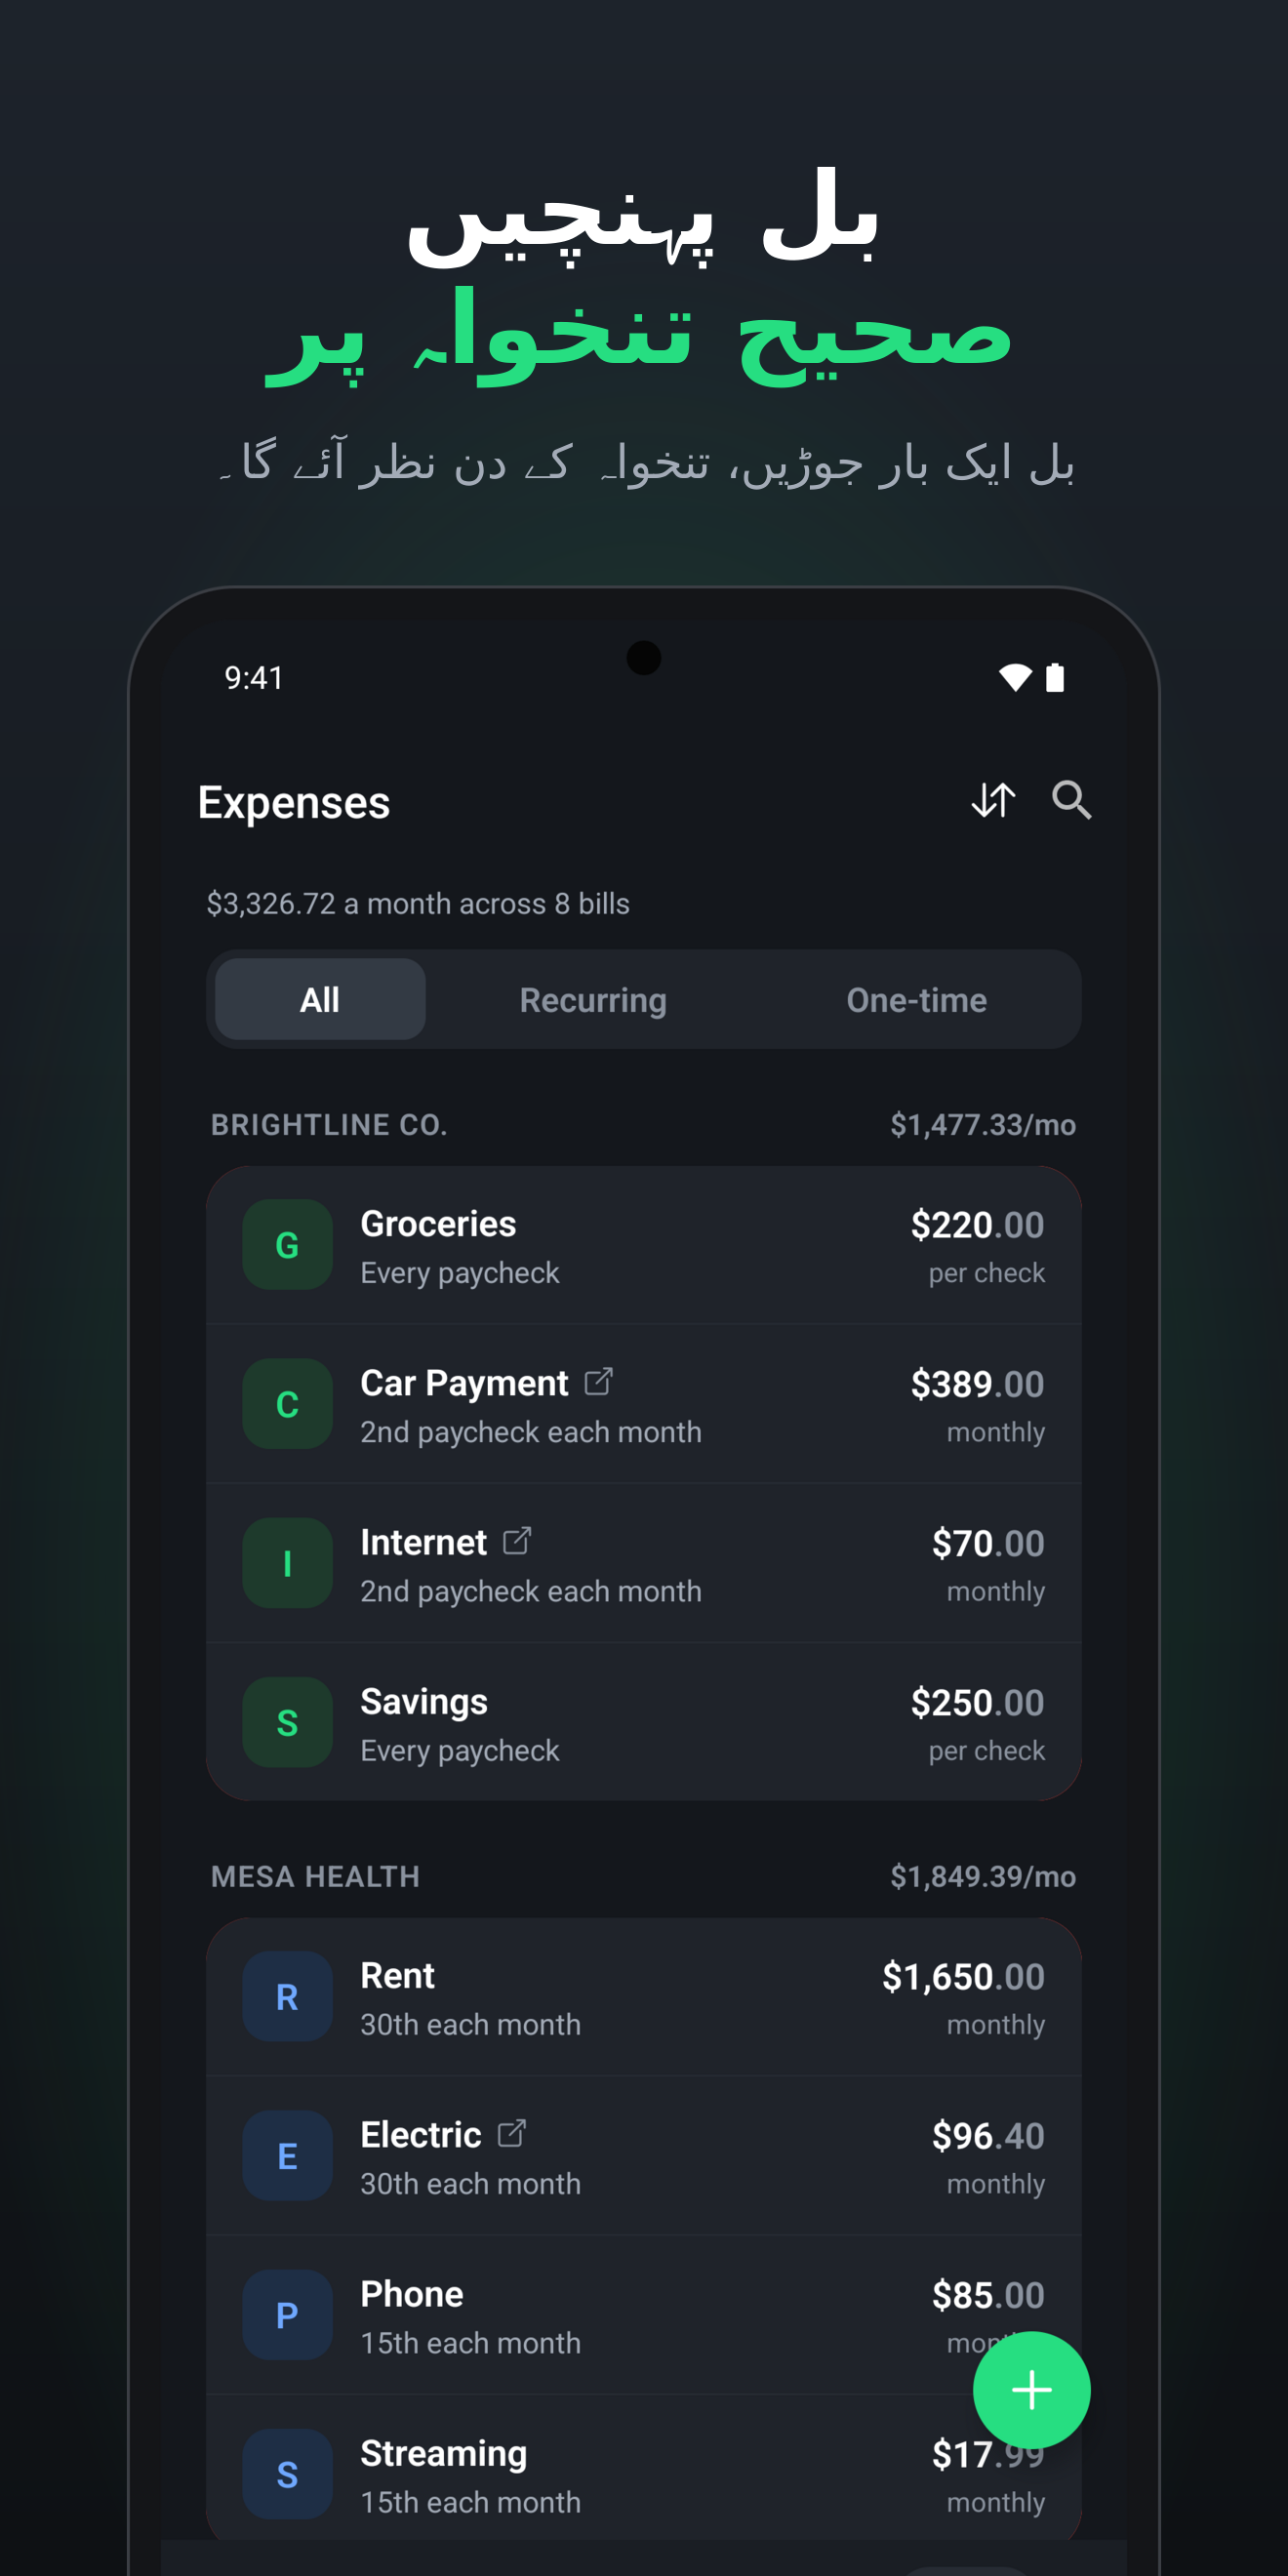 بل پہنچیں
صحیح تنخواہ پر
بل ایک بار جوڑیں، تنخواہ کے دن نظر آئے گا۔
9:41
Expenses
$3,326.72 a month across 8 bills
All Recurring One-time
BRIGHTLINE CO. $1,477.33/mo
G Groceries $220.00
Every paycheck per check
C Car Payment $389.00
2nd paycheck each month monthly
I Internet $70.00
2nd paycheck each month monthly
S Savings $250.00
Every paycheck per check
MESA HEALTH $1,849.39/mo
R Rent $1,650.00
30th each month monthly
E Electric $96.40
30th each month monthly
P Phone $85.00
15th each month
S Streaming $17.99
15th each month monthly